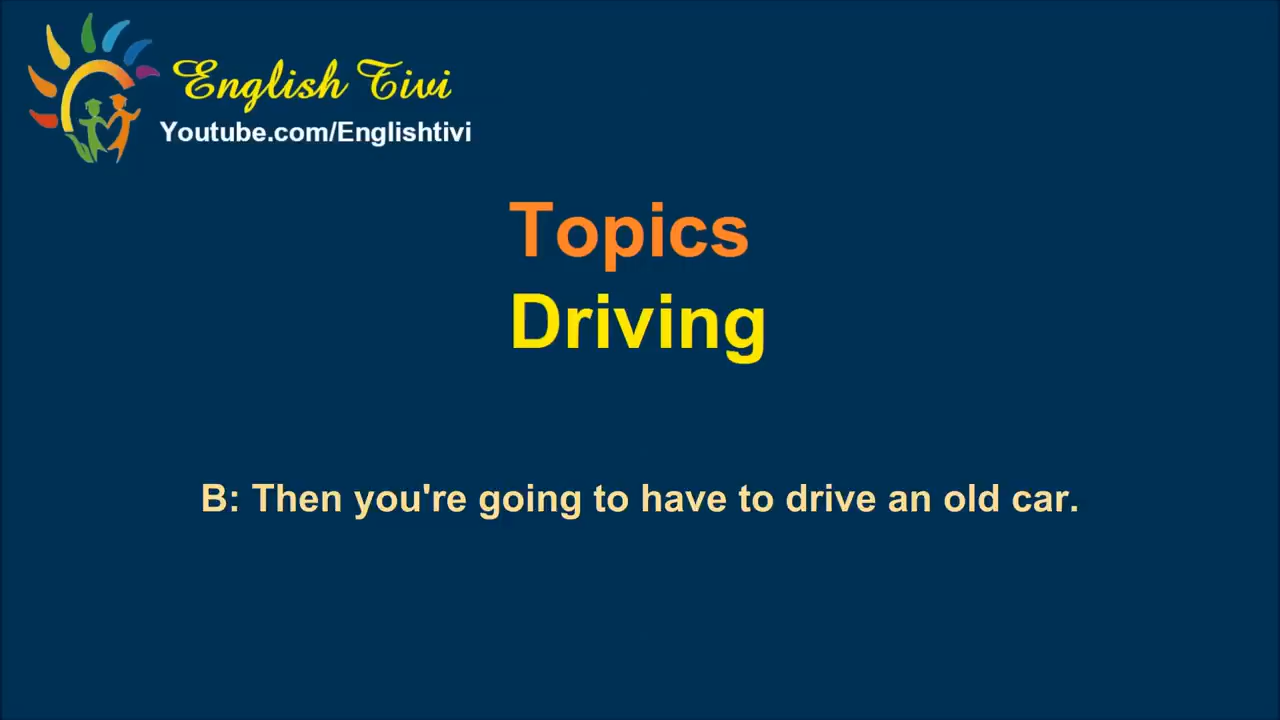 English Tivi
Youtube.com/Englishtivi
Topics
Driving
B: Then you're going to have to drive an old car.